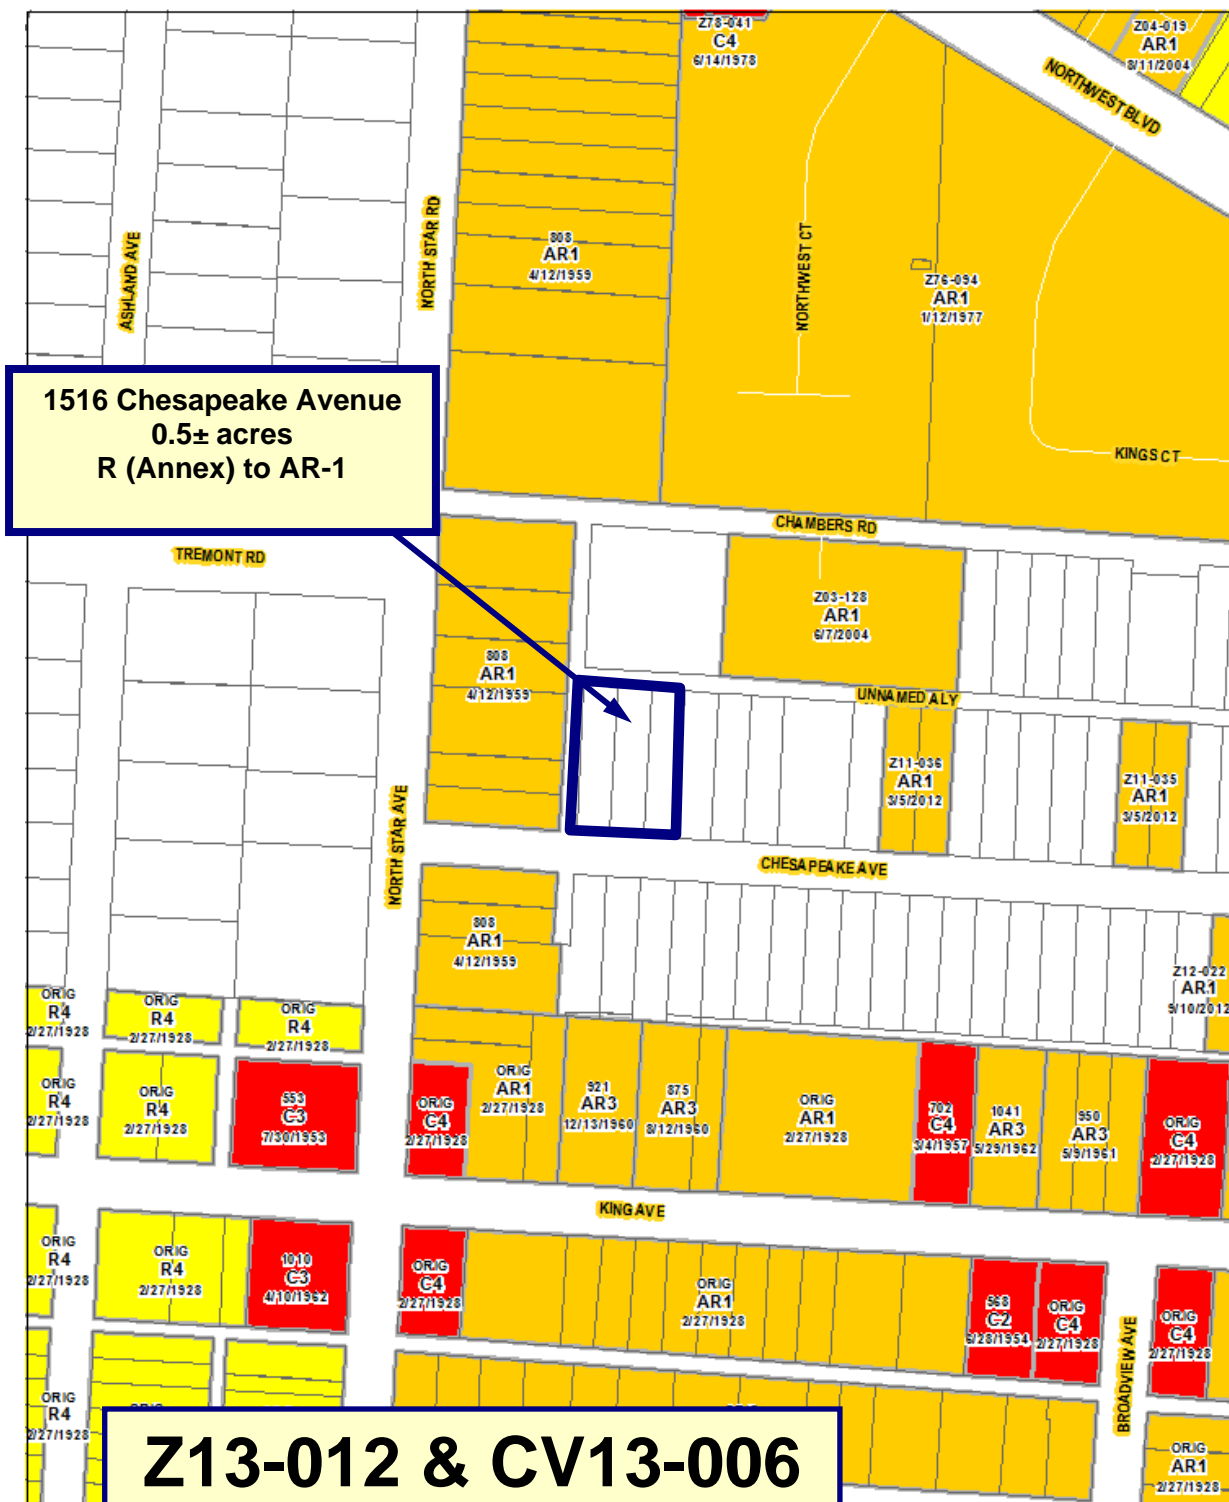 Z78-041
C4
6/14/1978
Z04-019
AR1
8/11/2004
NORTHWEST BLVD
NORTH STAR RD
ASHLAND AVE
808
AR1
4/12/1959
NORTHWEST CT
Z76-094
AR1
1/12/1977
1516 Chesapeake Avenue
0.5± acres
R (Annex) to AR-1
KINGS CT
CHAMBERS RD
TREMONT RD
Z03-128
AR1
6/7/2004
808
AR1
4/12/1959
UNNAMED ALY
Z11-036
AR1
3/5/2012
Z11-035
AR1
3/5/2012
NORTH STAR AVE
CHESAPEAKE AVE
808
AR1
4/12/1959
Z12-022
AR1
9/10/2012
ORIG
R4
2/27/1928
ORIG
R4
2/27/1928
ORIG
R4
2/27/1928
ORIG
R4
2/27/1928
ORIG
R4
2/27/1928
553
C3
7/30/1953
ORIG
C4
2/27/1928
ORIG
AR1
2/27/1928
921
AR3
12/13/1960
875
AR3
8/12/1960
ORIG
AR1
2/27/1928
702
C4
3/4/1957
1041
AR3
5/29/1962
950
AR3
5/9/1961
ORIG
C4
2/27/1928
KING AVE
ORIG
R4
2/27/1928
ORIG
R4
2/27/1928
1010
C3
4/10/1962
ORIG
C4
2/27/1928
ORIG
AR1
2/27/1928
568
C2
6/28/1954
ORIG
C4
2/27/1928
BROADVIEW AVE
ORIG
C4
2/27/1928
ORIG
R4
2/27/1928
ORIG
AR1
2/27/1928
Z13-012 & CV13-006